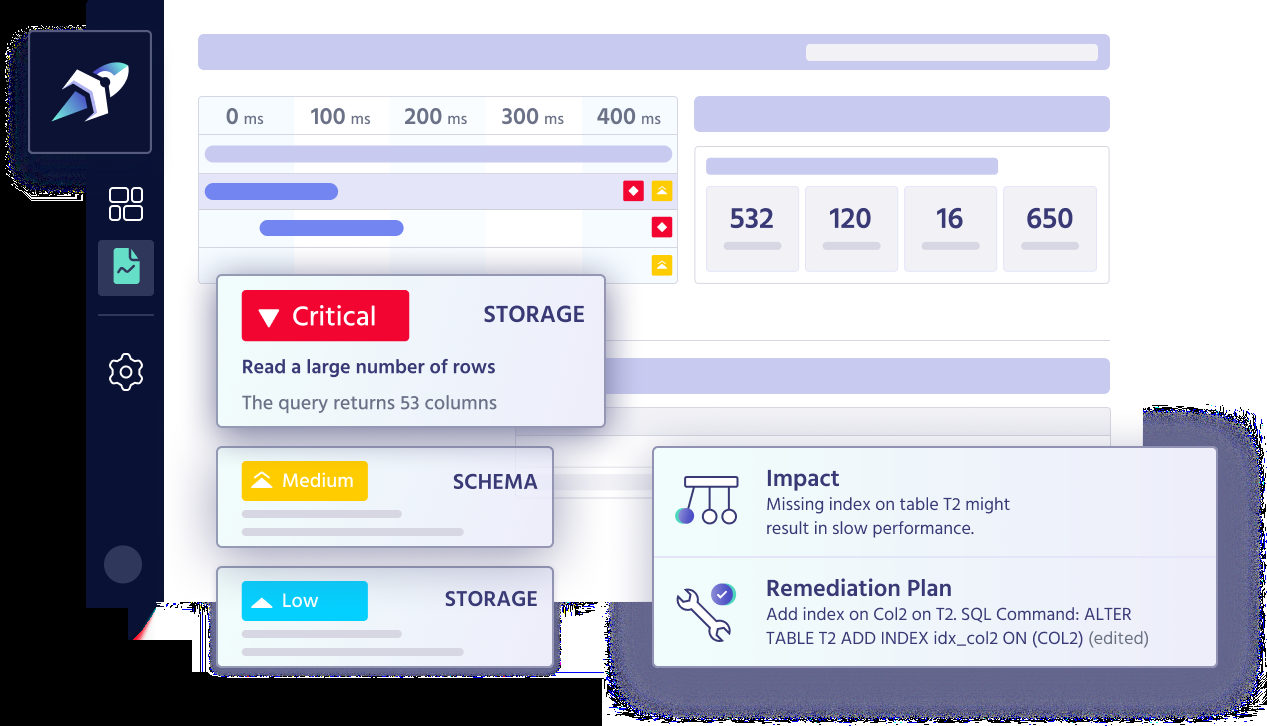 0 ms 100 ms 200 ms 300 ms 400 ms
532 120 16 650
Critical STORAGE
Read a large number of rows
The query returns 53 columns
Medium SCHEMA
Low STORAGE
Impact
Missing index on table T2 might
result in slow performance.
Remediation Plan
Add index on Col2 on T2. SQL Command: ALTER
TABLE T2 ADD INDEX idx_col2 ON (COL2) (edited)